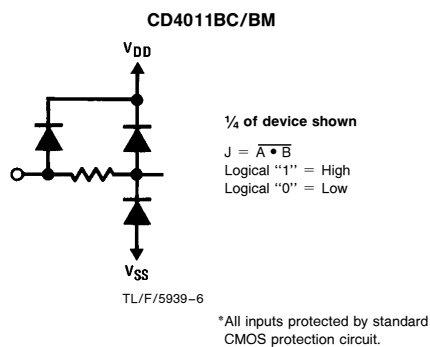 CD4011BC/BM
VDD
¼ of device shown
J = A • B
Logical “1” = High
Logical “0” = Low
VSS
TL/F/5939–6
*All inputs protected by standard
CMOS protection circuit.